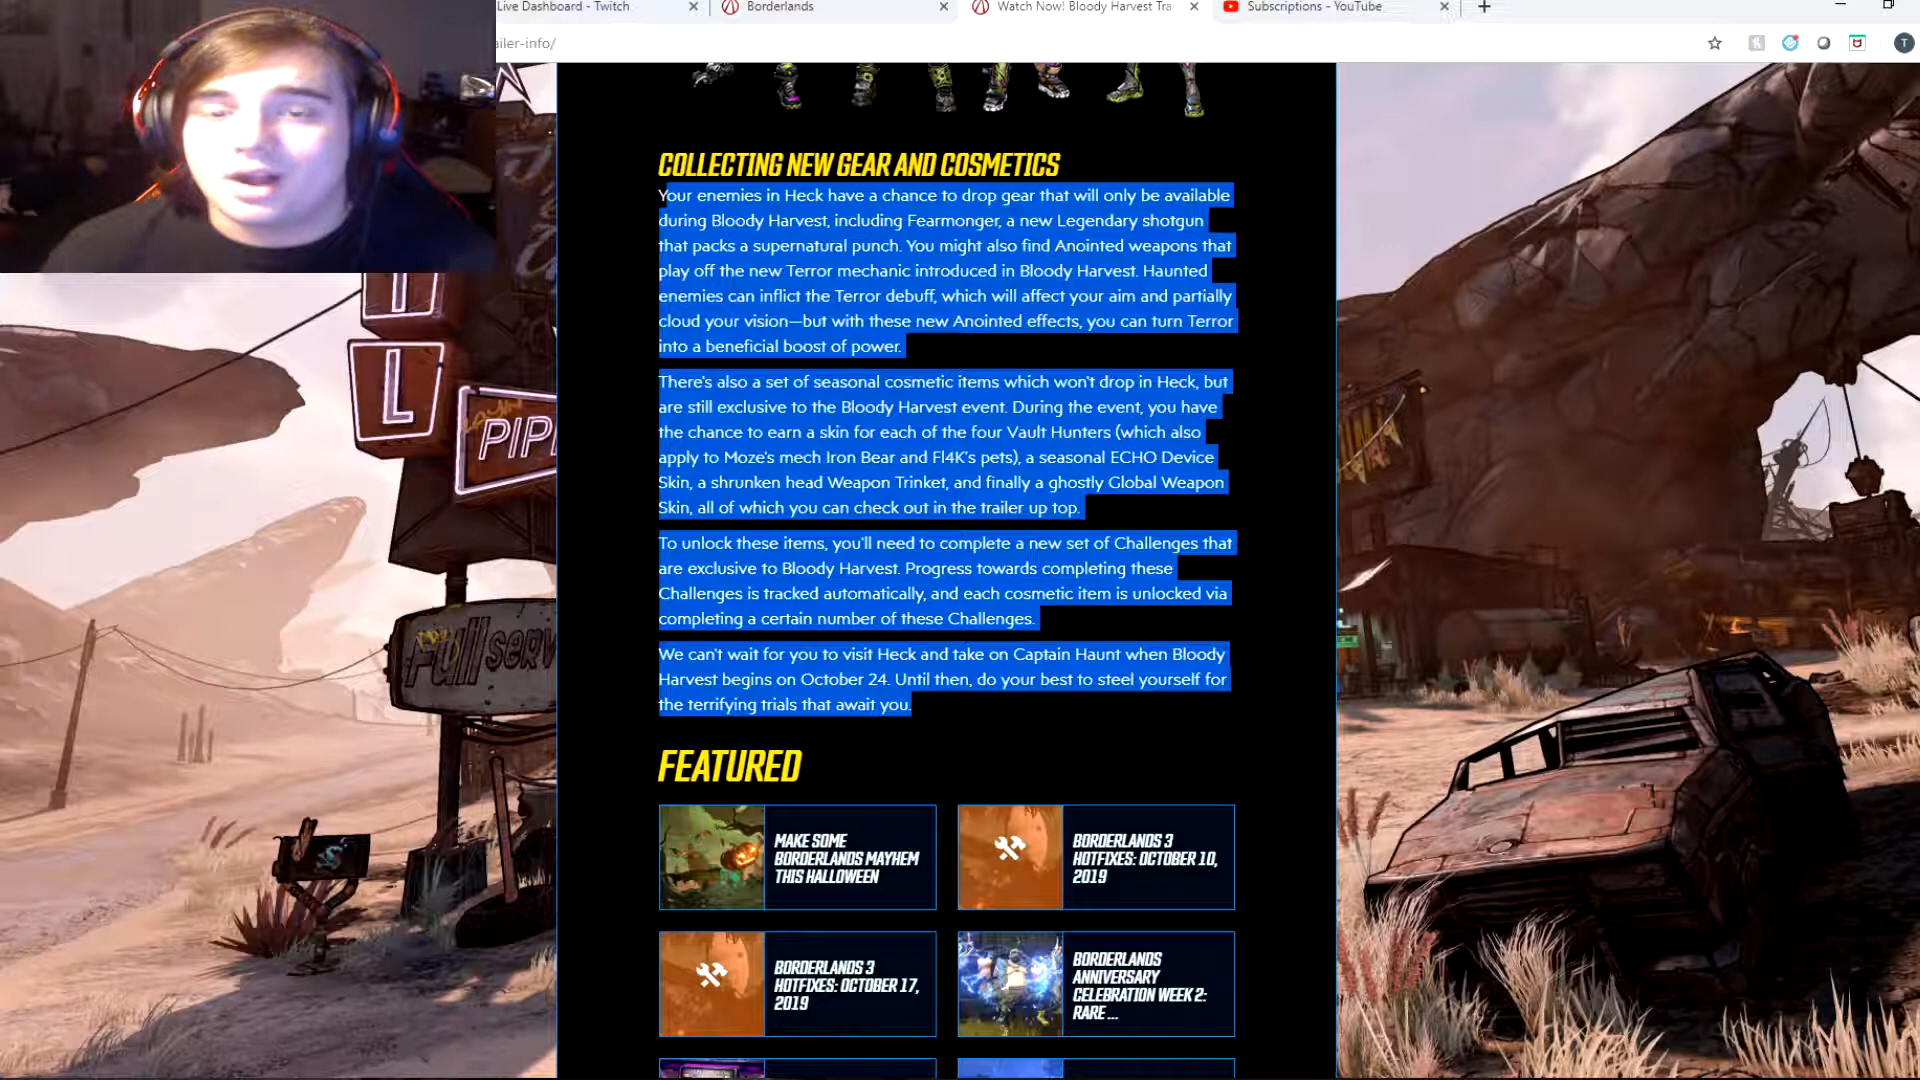 Live Dashboard - Twitch
Borderlands
Watch Now! Bloody Harvest Tra
Subscriptions - YouTube
ailer-info/
T
COLLECTING NEW GEAR AND COSMETICS
Your enemies in Heck have a chance to drop gear that will only be available
during Bloody Harvest, including Fearmonger, a new Legendary shotgun
that packs a supernatural punch. You might also find Anointed weapons that
play off the new Terror mechanic introduced in Bloody Harvest. Haunted
enemies can inflict the Terror debuff, which will affect your aim and partially
cloud your vision—but with these new Anointed effects, you can turn Terror
into a beneficial boost of power.
There's also a set of seasonal cosmetic items which won't drop in Heck, but
are still exclusive to the Bloody Harvest event. During the event, you have
the chance to earn a skin for each of the four Vault Hunters (which also
apply to Moze's mech Iron Bear and Fl4K's pets), a seasonal ECHO Device
Skin, a shrunken head Weapon Trinket, and finally a ghostly Global Weapon
Skin, all of which you can check out in the trailer up top.
To unlock these items, you'll need to complete a new set of Challenges that
are exclusive to Bloody Harvest. Progress towards completing these
Challenges is tracked automatically, and each cosmetic item is unlocked via
completing a certain number of these Challenges.
We can't wait for you to visit Heck and take on Captain Haunt when Bloody
Harvest begins on October 24. Until then, do your best to steel yourself for
the terrifying trials that await you.
L
PIP
Full SERV
FEATURED
MAKE SOME
BORDERLANDS MAYHEM
THIS HALLOWEEN
BORDERLANDS 3
HOTFIXES: OCTOBER 10,
2019
BORDERLANDS 3
HOTFIXES: OCTOBER 17,
2019
BORDERLANDS
ANNIVERSARY
CELEBRATION WEEK 2:
RARE ...